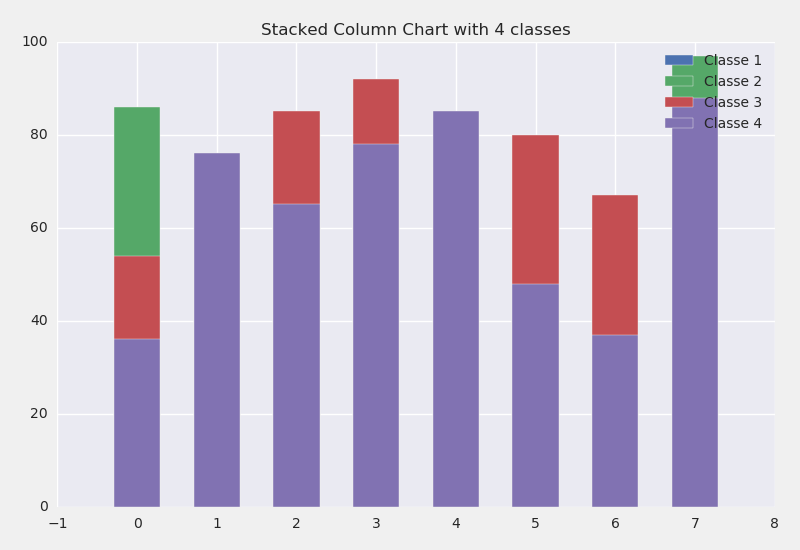 Stacked Column Chart with 4 classes
100
80
60
40
20
0
−1 0 1 2 3 4 5 6 7 8
Classe 1
Classe 2
Classe 3
Classe 4